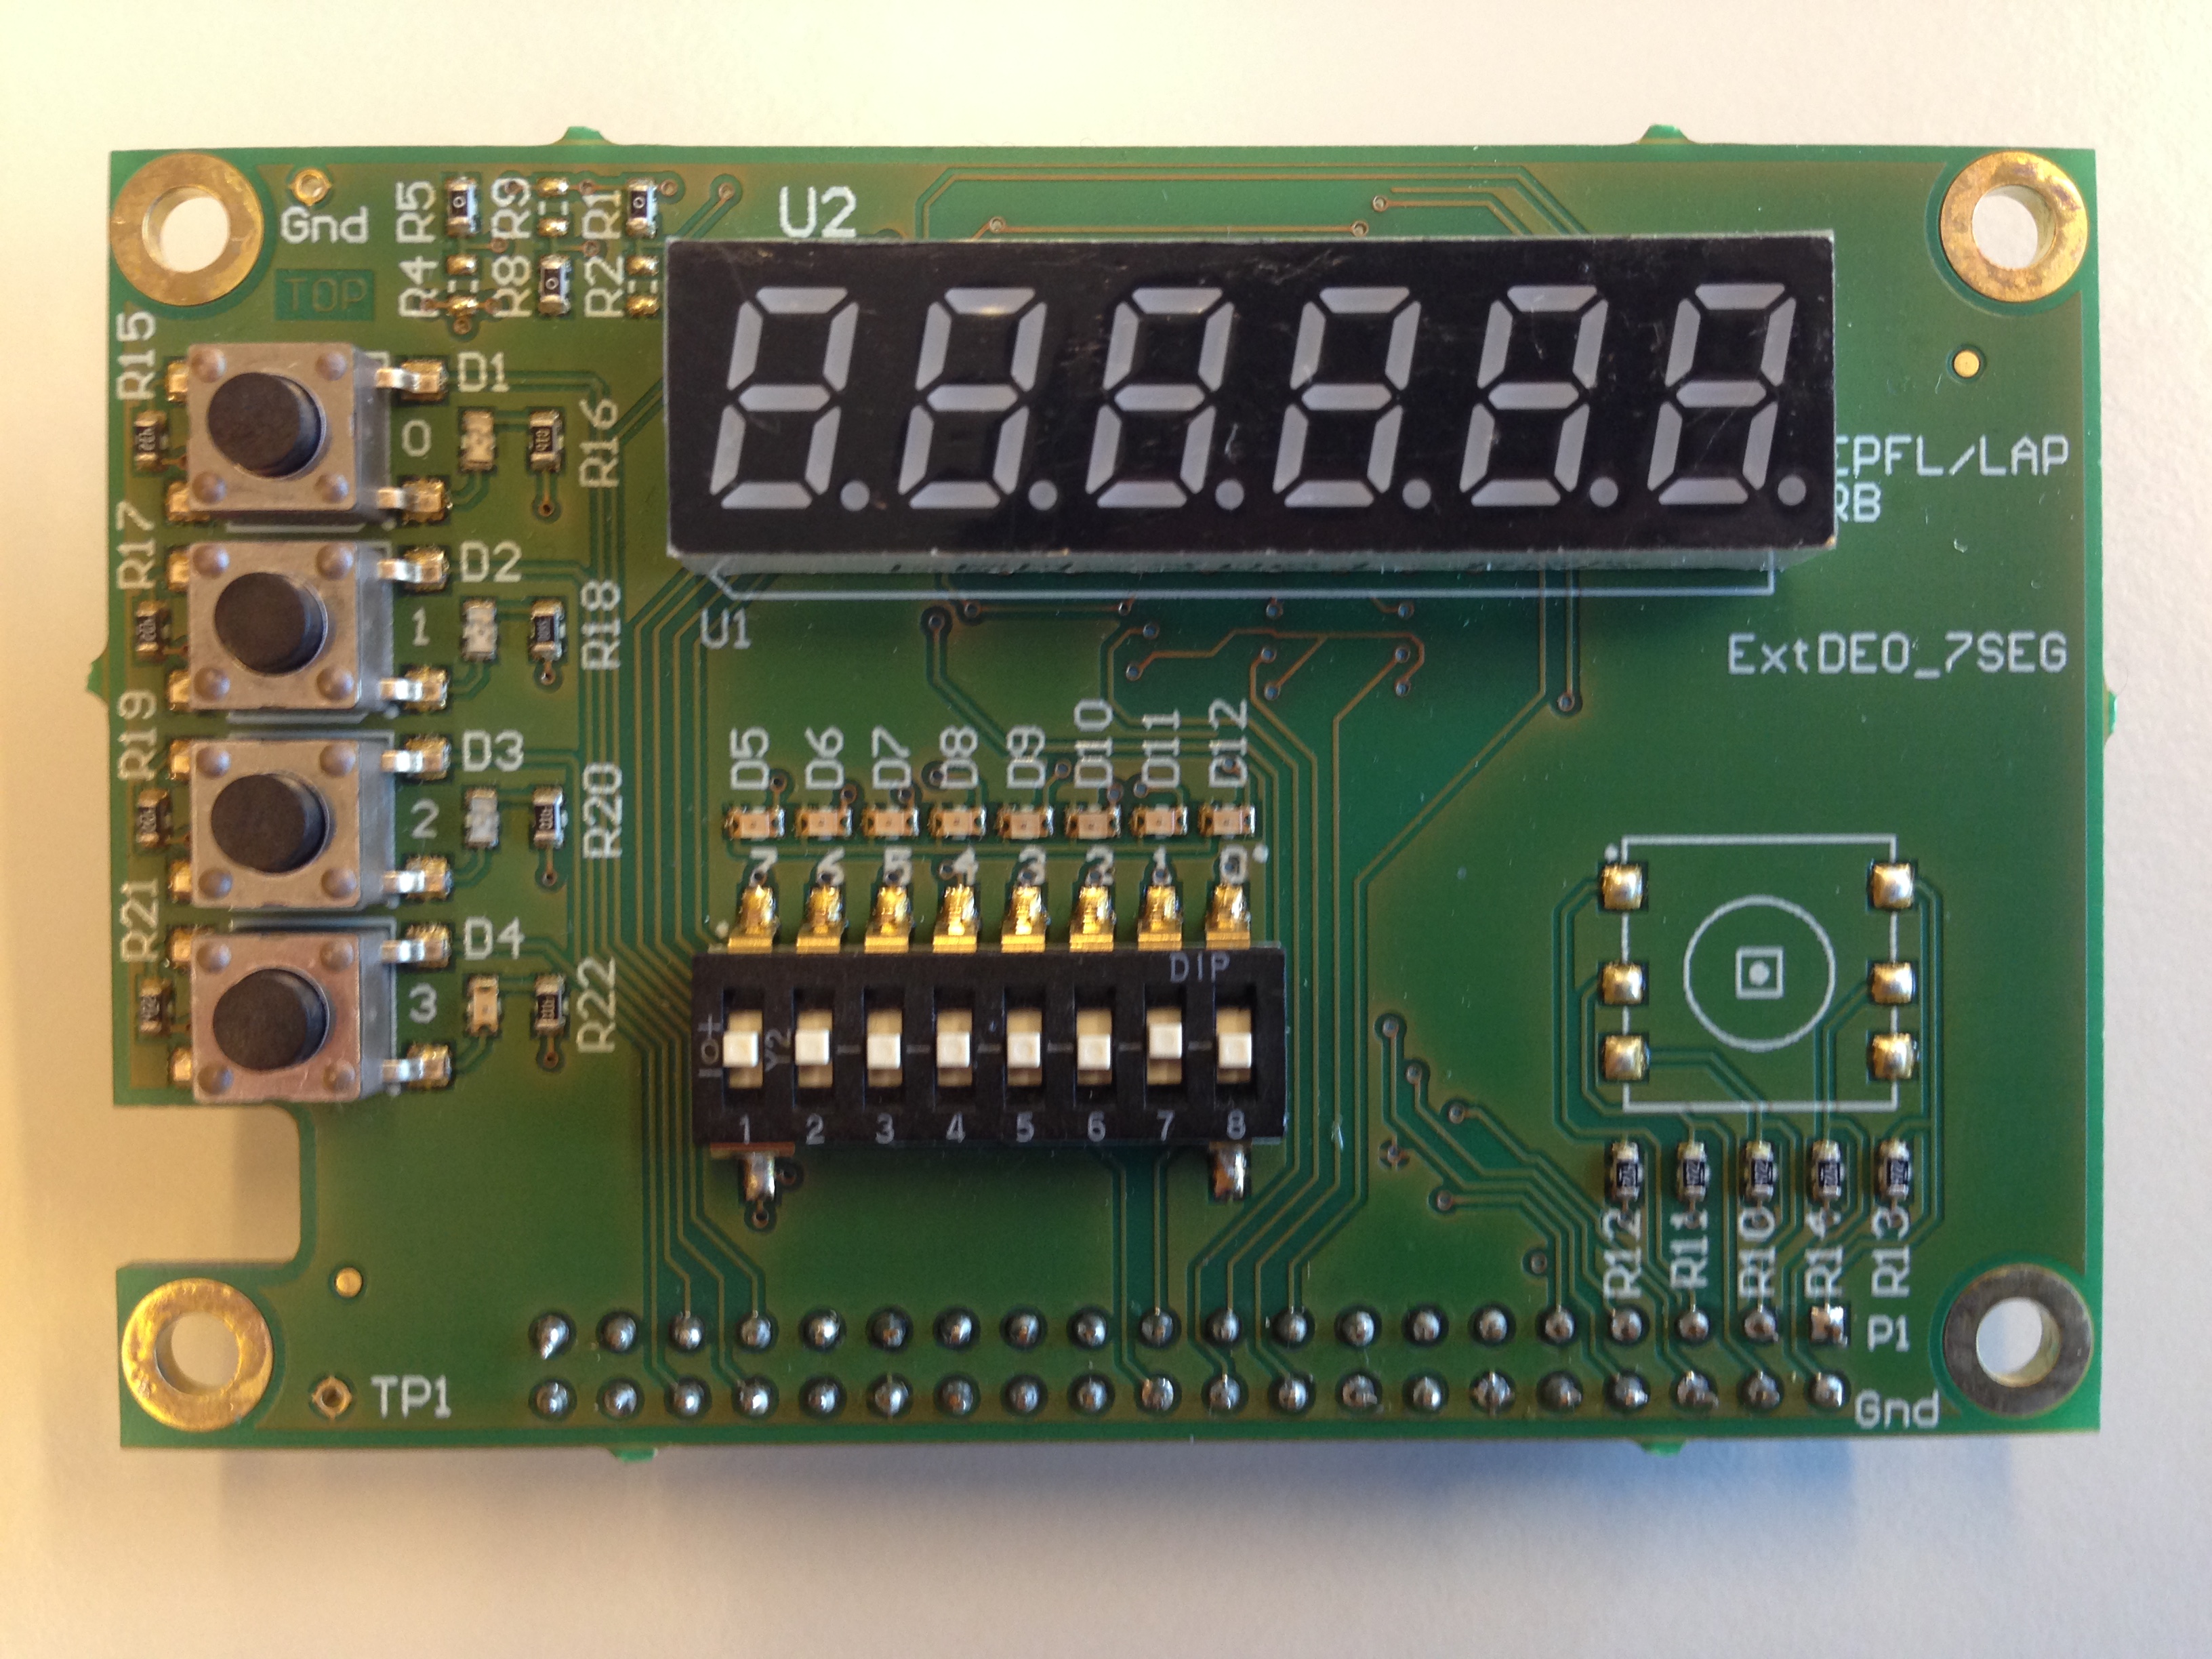 Gnd
TOP
R5 R9 R1
R4 R8 R2
U2
R15
D1
0
R16
EPFL/LAP
RB
R17
D2
1
R18
U1
ExtDE0_7SEG
R19
D3
2
R20
D5 D6 D7 D8 D9 D10 D11 D12
7 6 5 4 3 2 1 0
R21
D4
3
R22
DIP
Y2
1 2 3 4 5 6 7 8
R12 R11 R10 R14 R13
P1
TP1
Gnd